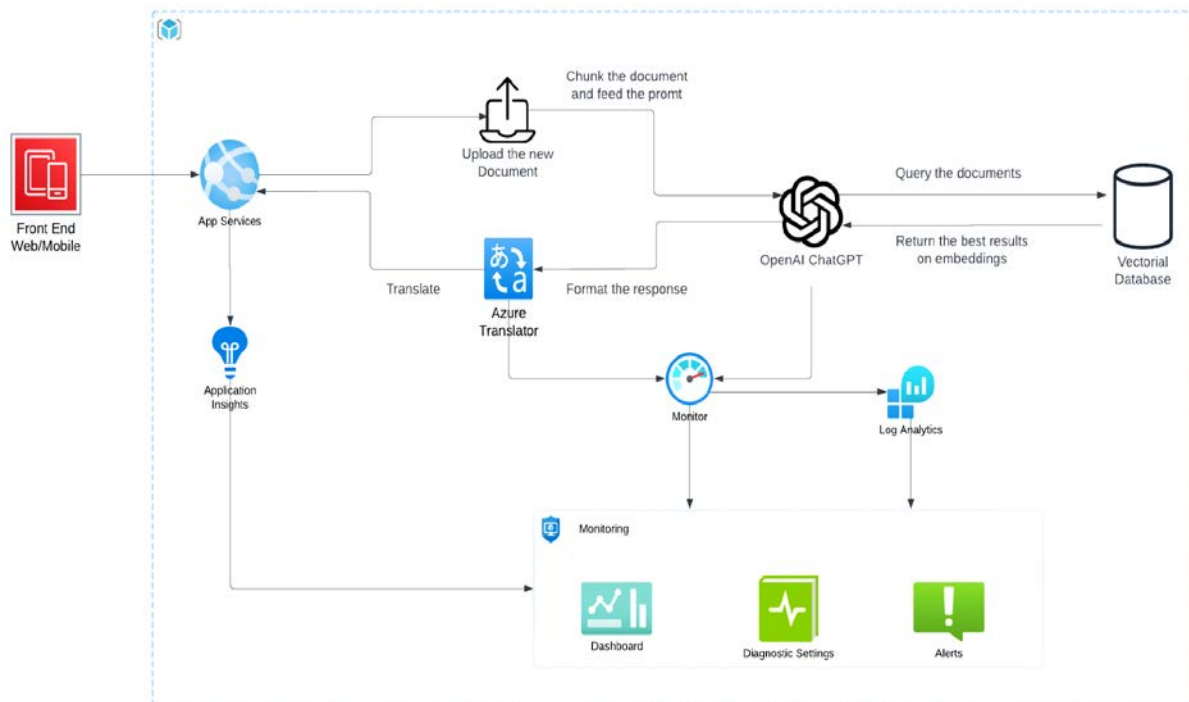 Chunk the document
and feed the promt
Upload the new
Document
Query the documents
Front End
Web/Mobile
App Services
Return the best results
on embeddings
OpenAI ChatGPT
Vectorial
Database
あ
a
Translate
Format the response
Azure
Translator
Application
Insights
Monitor
Log Analytics
Monitoring
Dashboard
Diagnostic Settings
Alerts